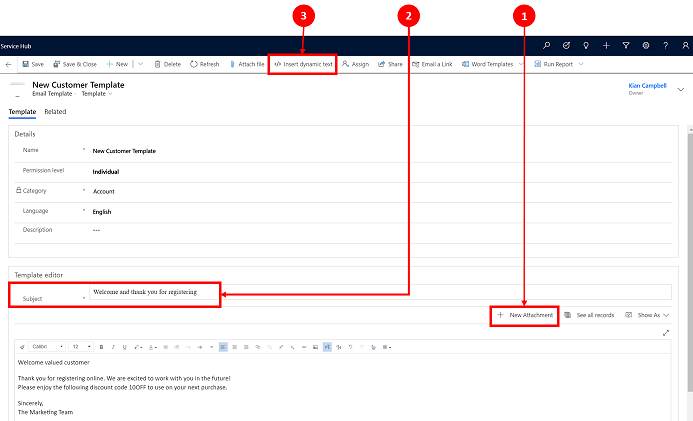 3
2
1
Service Hub
Save Save & Close New Delete Refresh Attach file </> Insert dynamic text Assign Share Email a Link Word Templates Run Report
New Customer Template
Email Template · Template
Kian Campbell
Owner
Template Related
Details
Name * New Customer Template
Permission level Individual
Category * Account
Language * English
Description ---
Template editor
Subject * Welcome and thank you for registering
+ New Attachment See all records Show As
Calibri 12 B I U A
Welcome valued customer
Thank you for registering online. We are excited to work with you in the future!
Please enjoy the following discount code 10OFF to use on your next purchase.
Sincerely,
The Marketing Team